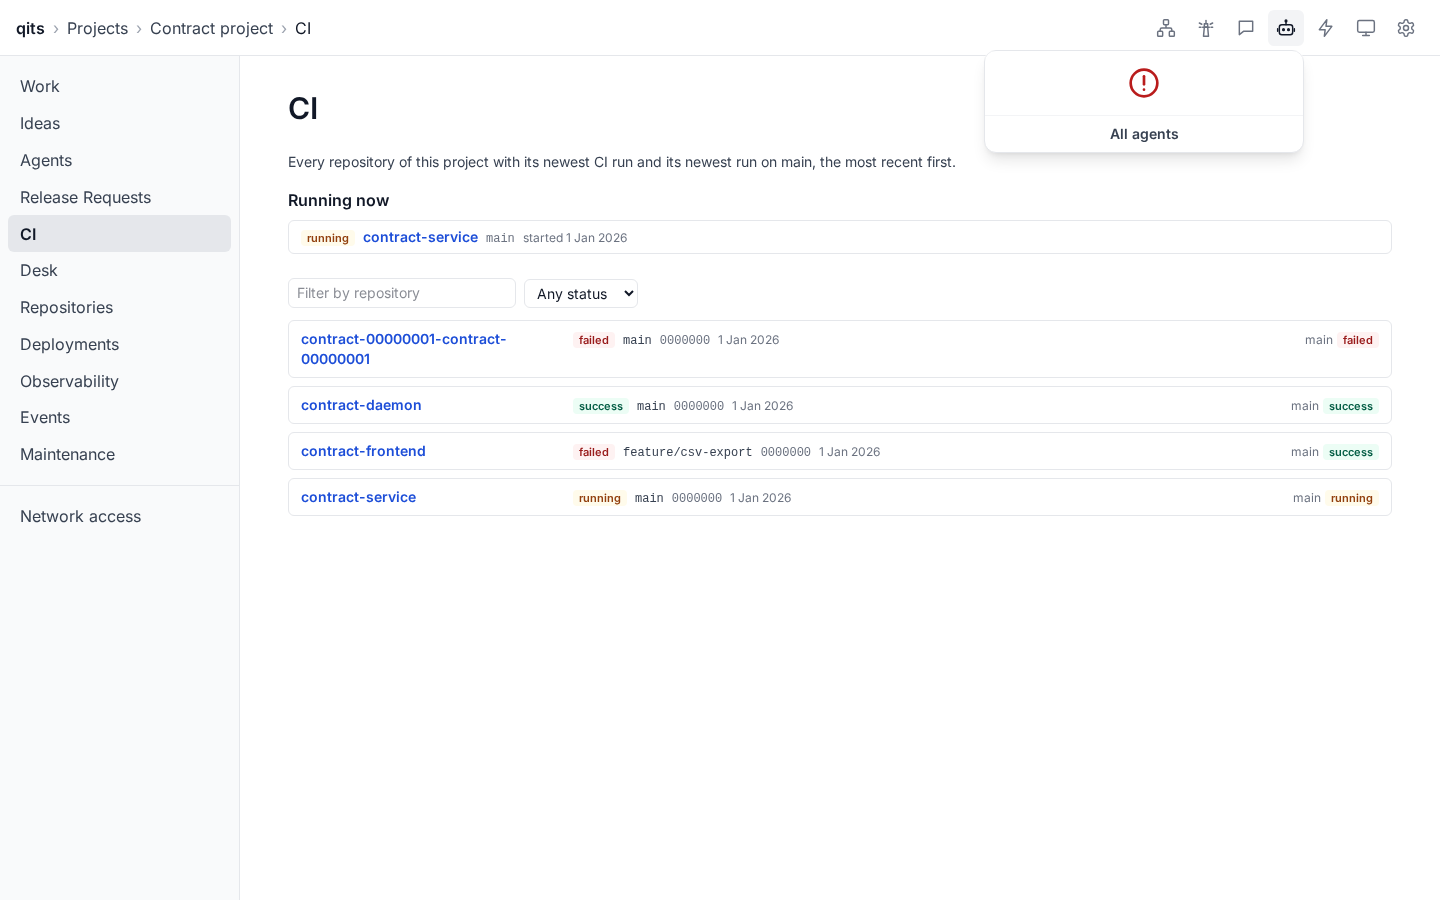 qits › Projects › Contract project › CI
All agents
Work
Ideas
Agents
Release Requests
CI
Desk
Repositories
Deployments
Observability
Events
Maintenance
Network access
CI
Every repository of this project with its newest CI run and its newest run on main, the most recent first.
Running now
running contract-service main started 1 Jan 2026
Filter by repository Any status
contract-00000001-contract-
00000001 failed main 0000000 1 Jan 2026 main failed
contract-daemon success main 0000000 1 Jan 2026 main success
contract-frontend failed feature/csv-export 0000000 1 Jan 2026 main success
contract-service running main 0000000 1 Jan 2026 main running